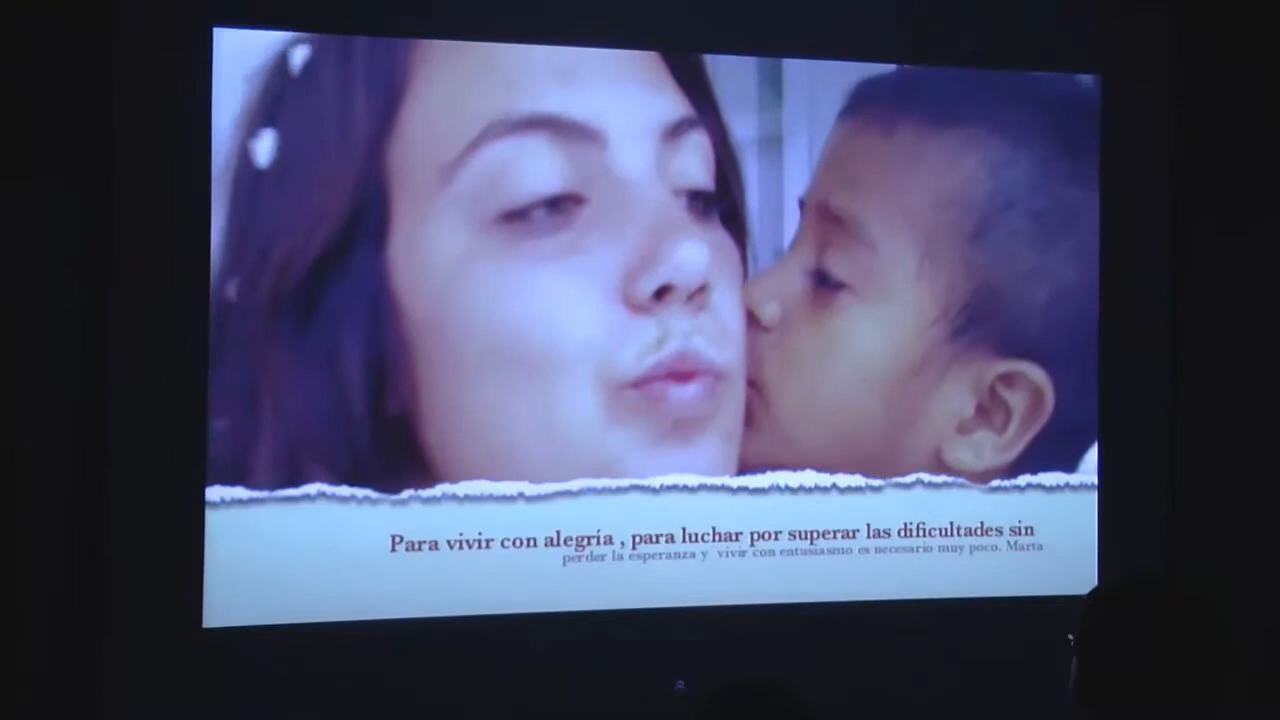 Para vivir con alegría , para luchar por superar las dificultades sin
perder la esperanza y vivir con entusiasmo es necesario muy poco. Marta